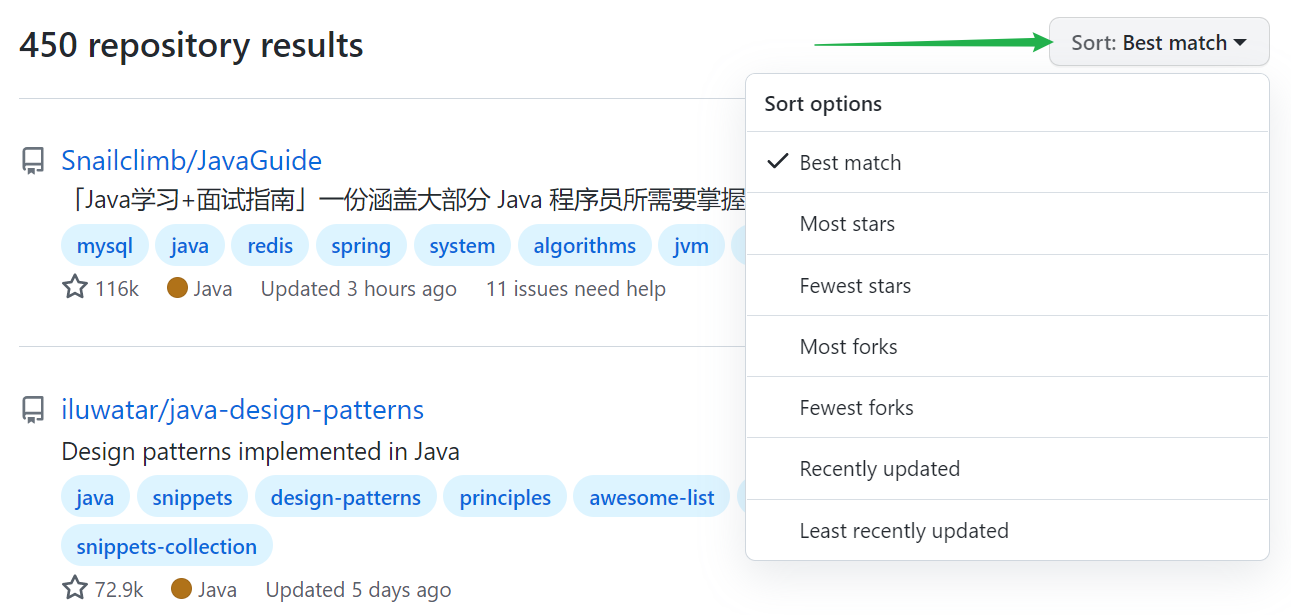 450 repository results
Sort: Best match
Sort options
Best match
Most stars
Fewest stars
Most forks
Fewest forks
Recently updated
Least recently updated
Snailclimb/JavaGuide
「Java学习+面试指南」一份涵盖大部分 Java 程序员所需要掌握
mysql java redis spring system algorithms jvm
116k Java Updated 3 hours ago 11 issues need help
iluwatar/java-design-patterns
Design patterns implemented in Java
java snippets design-patterns principles awesome-list
snippets-collection
72.9k Java Updated 5 days ago